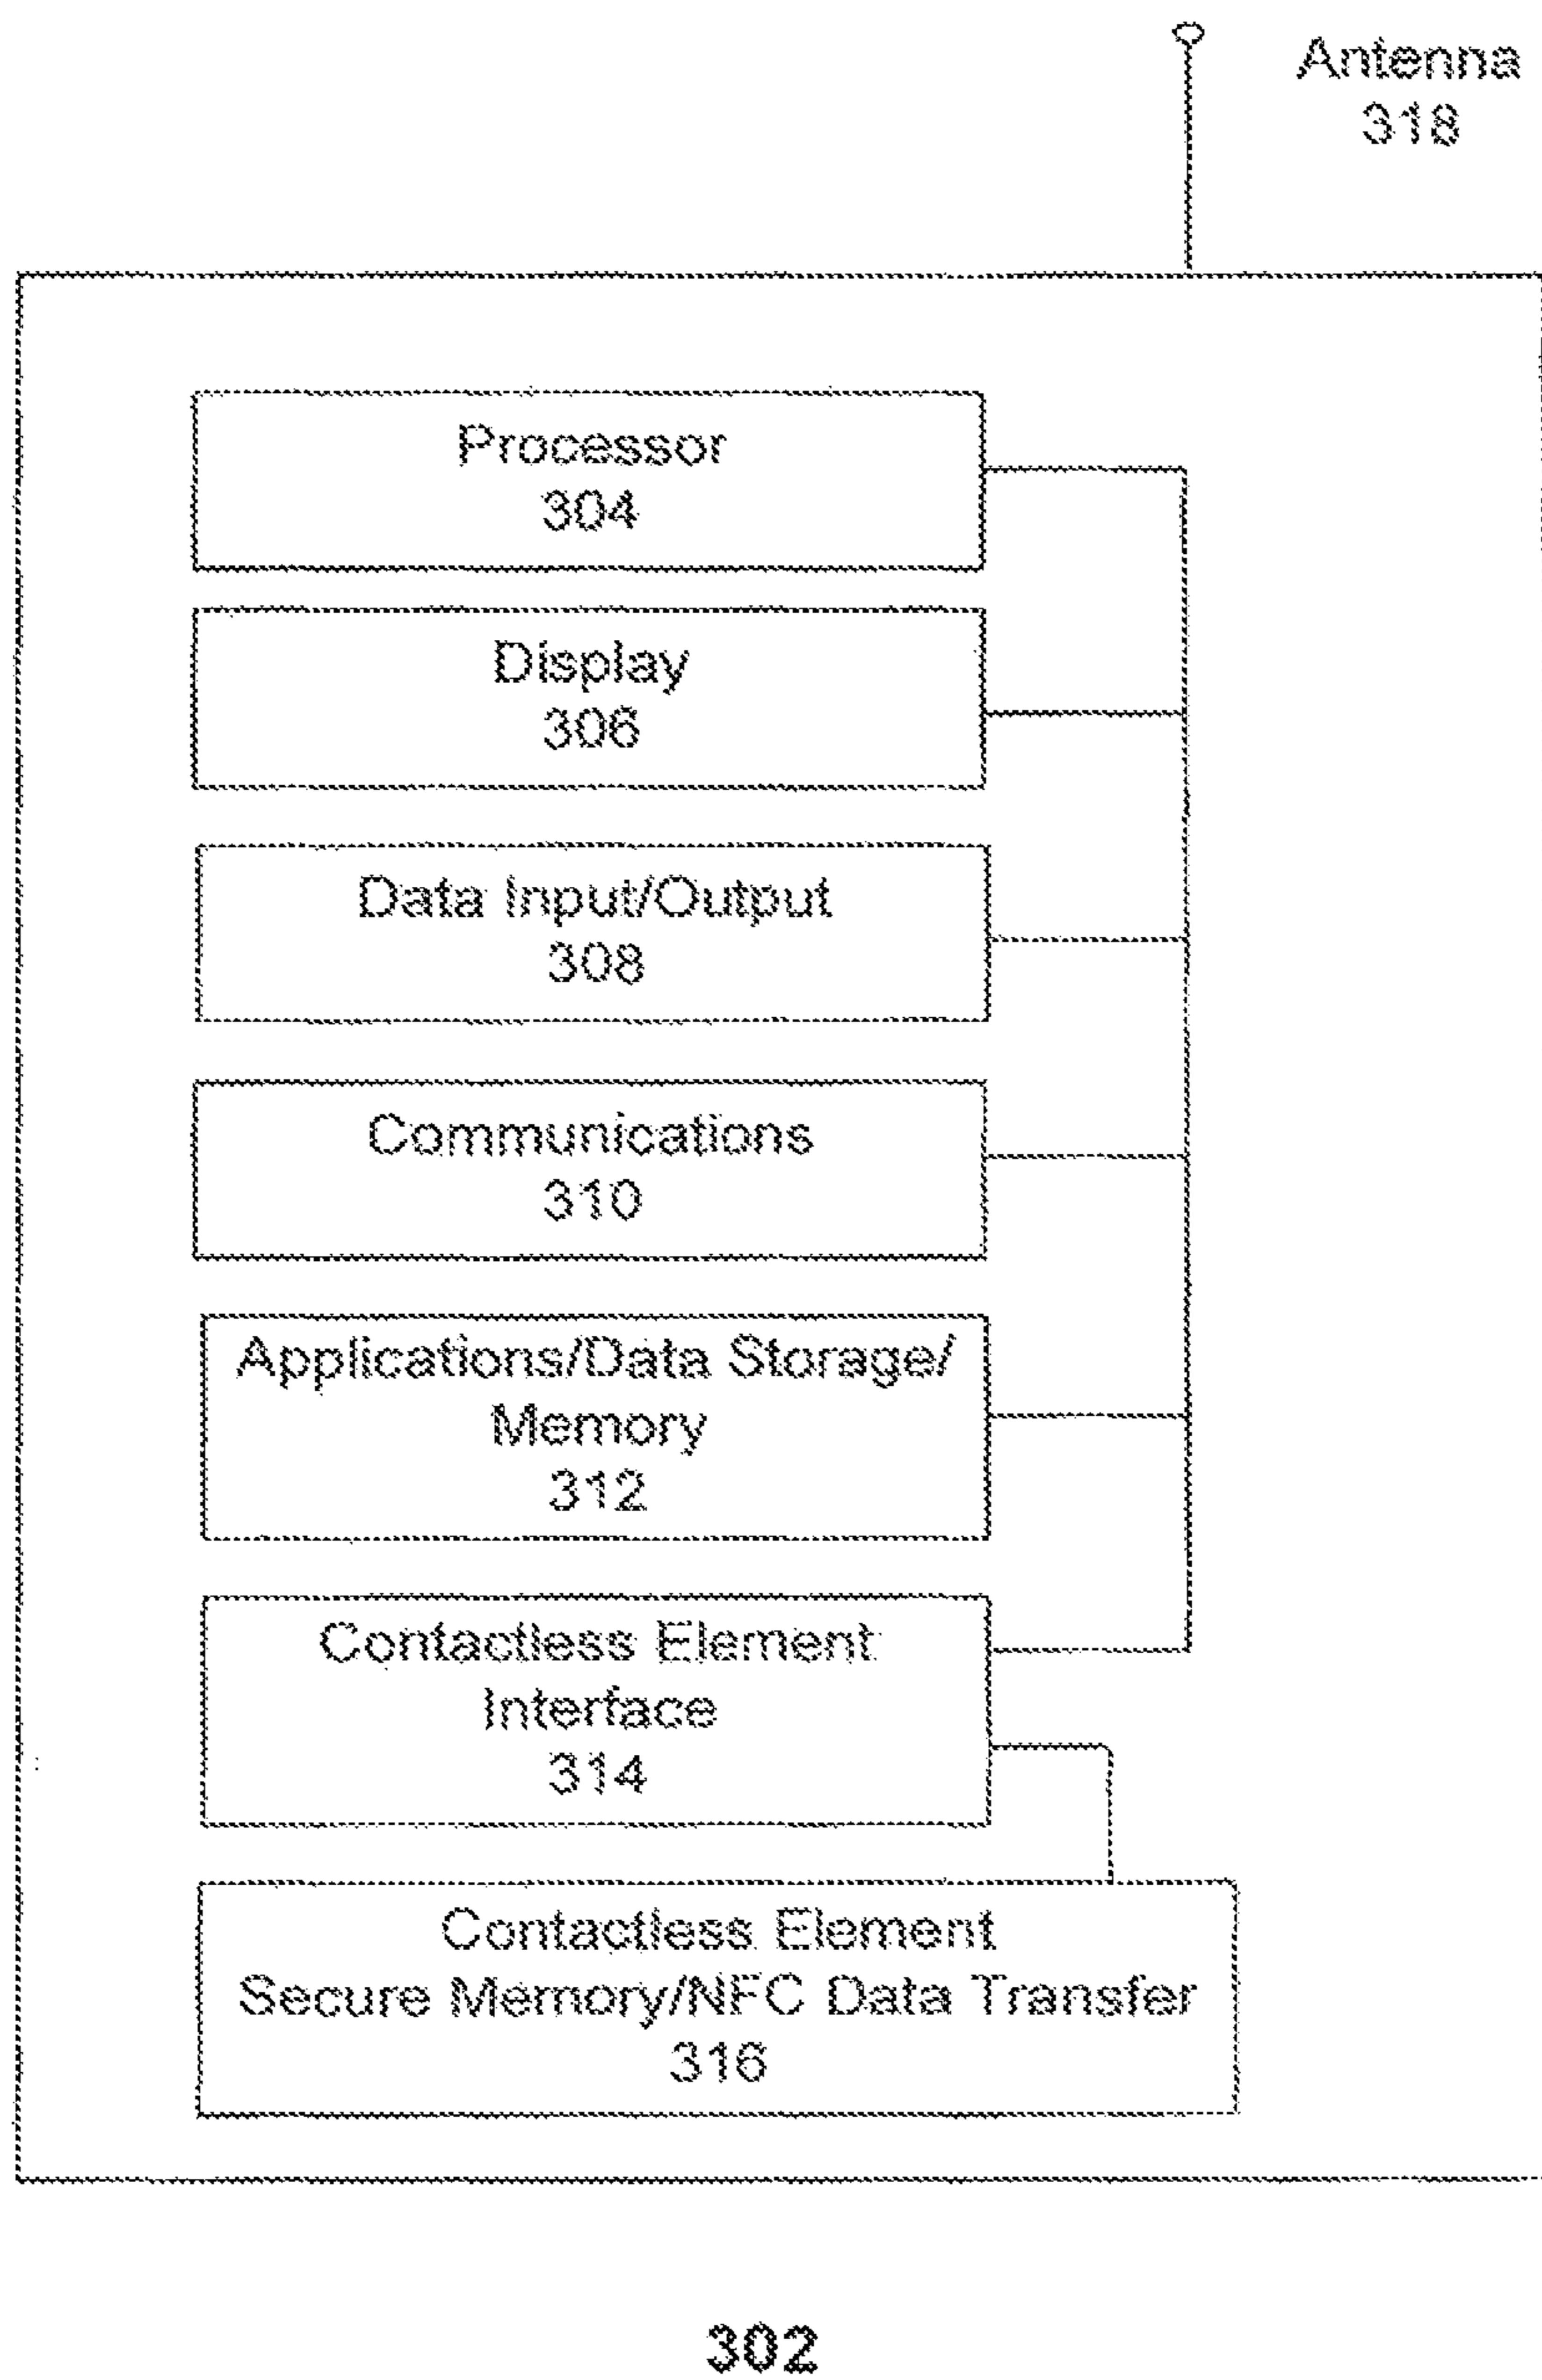 Antenna
318
Processor
304
Display
306
Data Input/Output
308
Communications
310
Applications/Data Storage/
Memory
312
Contactless Element
Interface
314
Contactless Element
Secure Memory/NFC Data Transfer
316
302